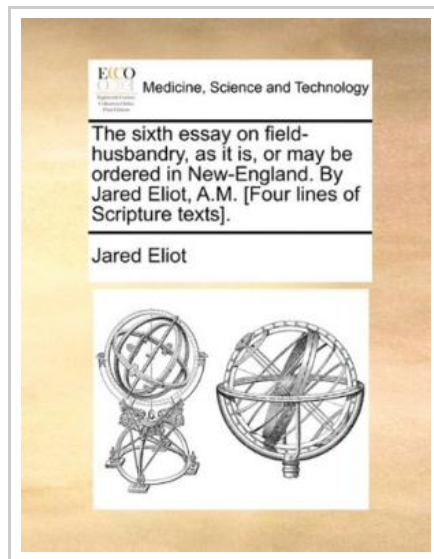 ECCO
Medicine, Science and Technology
The sixth essay on field-
husbandry, as it is, or may be
ordered in New-England. By
Jared Eliot, A.M. [Four lines of
Scripture texts].
Jared Eliot